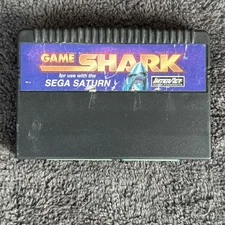 GAME SHARK
for use with the
SEGA SATURN
InterAct